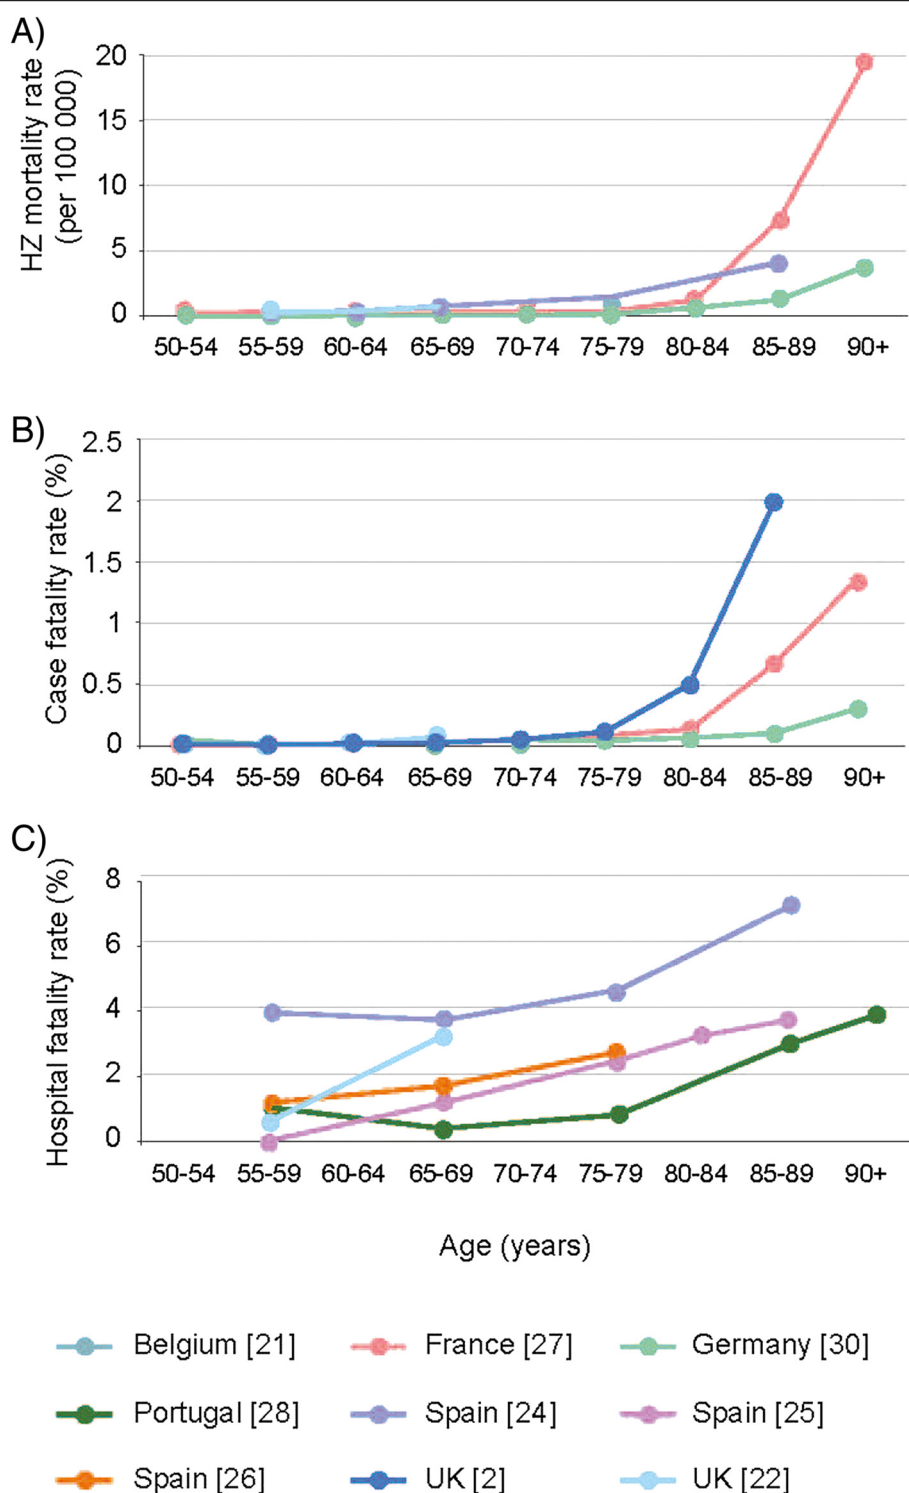 A)
HZ mortality rate
(per 100 000)
20
15
10
5
0
50-54 55-59 60-64 65-69 70-74 75-79 80-84 85-89 90+
B)
Case fatality rate (%)
2.5
2
1.5
1
0.5
0
50-54 55-59 60-64 65-69 70-74 75-79 80-84 85-89 90+
C)
Hospital fatality rate (%)
8
6
4
2
0
50-54 55-59 60-64 65-69 70-74 75-79 80-84 85-89 90+
Age (years)
Belgium [21] France [27] Germany [30]
Portugal [28] Spain [24] Spain [25]
Spain [26] UK [2] UK [22]